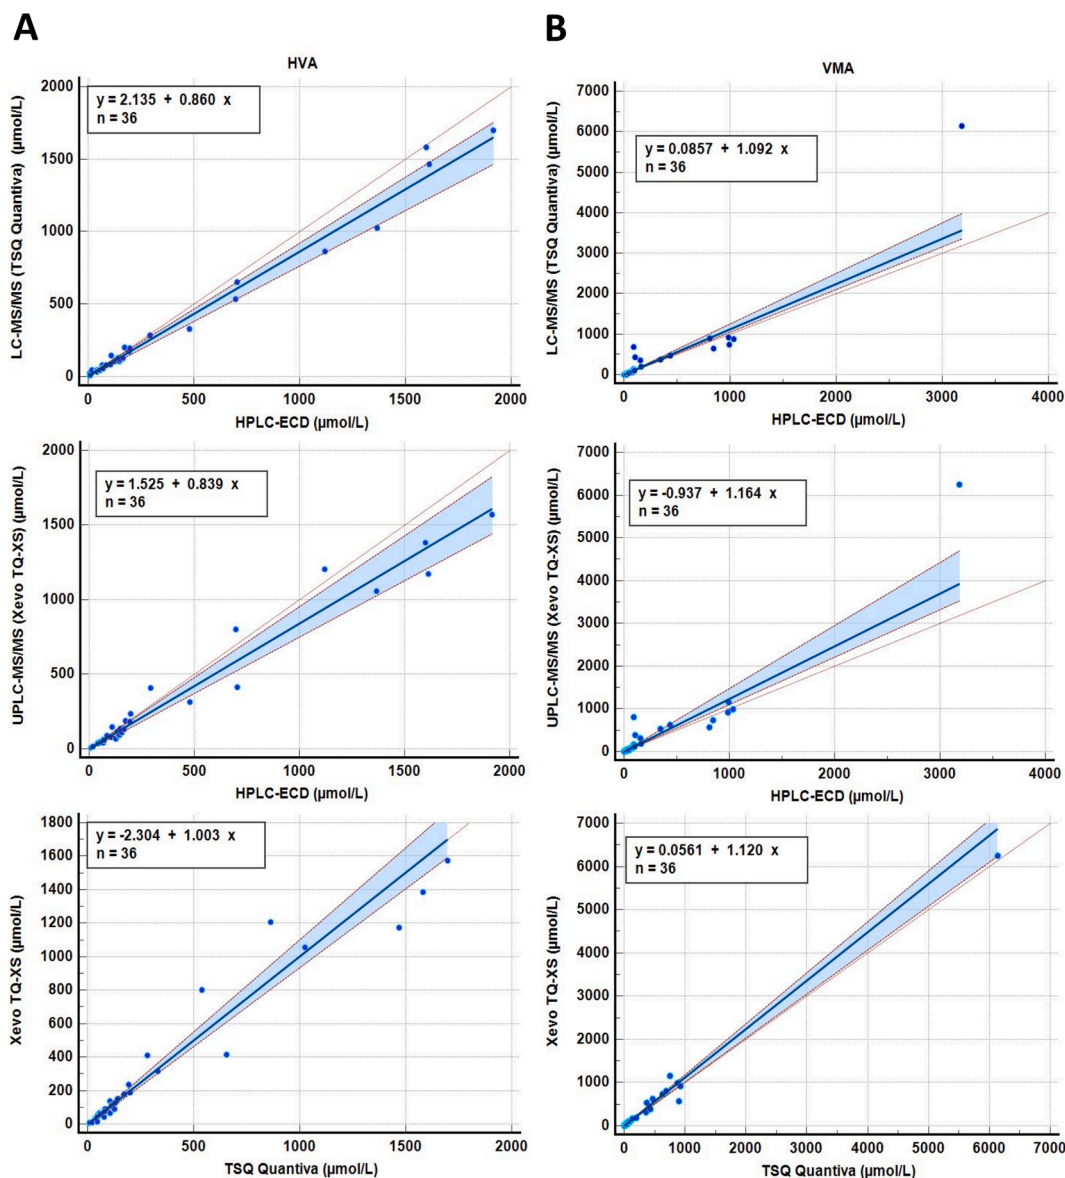 A
B
HVA
LC-MS/MS (TSQ Quantiva) (µmol/L)
2000
1500
1000
500
0
y = 2.135 + 0.860 x
n = 36
0 500 1000 1500 2000
HPLC-ECD (µmol/L)
VMA
LC-MS/MS (TSQ Quantiva) (µmol/L)
7000
6000
5000
4000
3000
2000
1000
0
y = 0.0857 + 1.092 x
n = 36
0 1000 2000 3000 4000
HPLC-ECD (µmol/L)
UPLC-MS/MS (Xevo TQ-XS) (µmol/L)
2000
1500
1000
500
0
y = 1.525 + 0.839 x
n = 36
0 500 1000 1500 2000
HPLC-ECD (µmol/L)
UPLC-MS/MS (Xevo TQ-XS) (µmol/L)
7000
6000
5000
4000
3000
2000
1000
0
y = -0.937 + 1.164 x
n = 36
0 1000 2000 3000 4000
HPLC-ECD (µmol/L)
Xevo TQ-XS (µmol/L)
1800
1600
1400
1200
1000
800
600
400
200
0
y = -2.304 + 1.003 x
n = 36
0 500 1000 1500 2000
TSQ Quantiva (µmol/L)
Xevo TQ-XS (µmol/L)
7000
6000
5000
4000
3000
2000
1000
0
y = 0.0561 + 1.120 x
n = 36
0 1000 2000 3000 4000 5000 6000 7000
TSQ Quantiva (µmol/L)